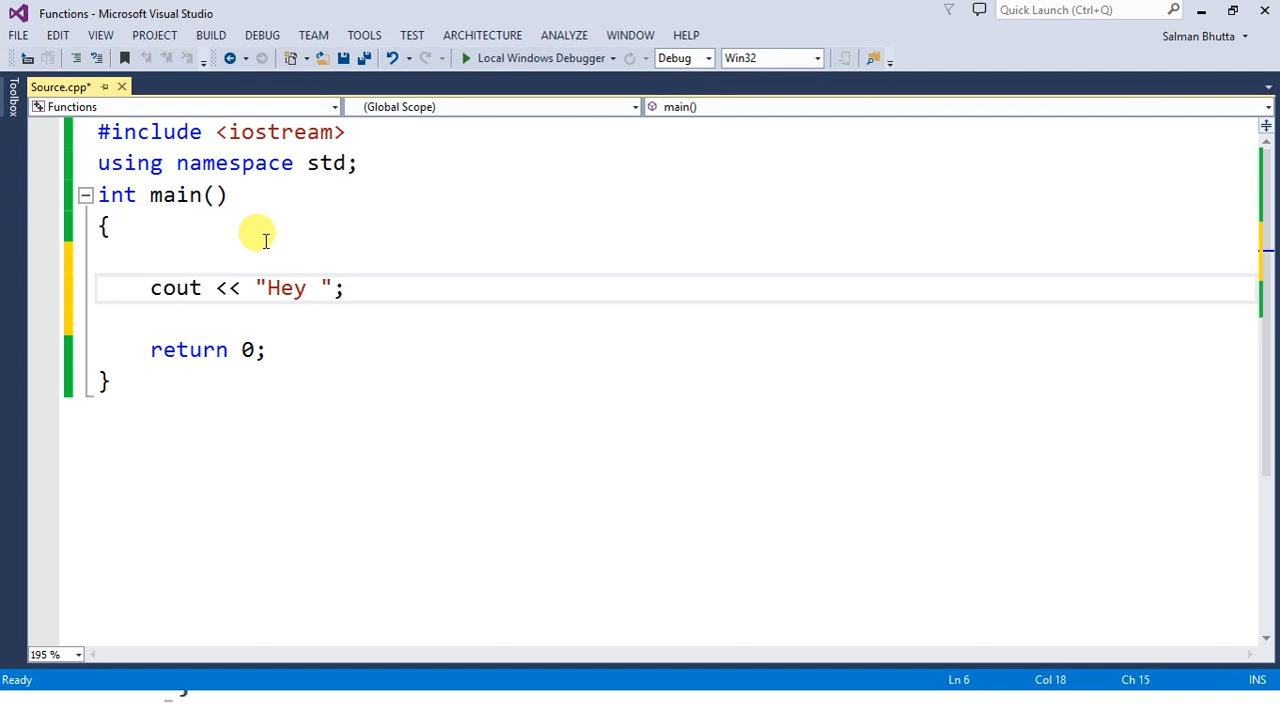 Functions - Microsoft Visual Studio
Quick Launch (Ctrl+Q)
FILE EDIT VIEW PROJECT BUILD DEBUG TEAM TOOLS TEST ARCHITECTURE ANALYZE WINDOW HELP
Salman Bhutta
Local Windows Debugger Debug Win32
Toolbox
Source.cpp*
Functions (Global Scope) main()
#include <iostream>
using namespace std;
int main()
{
cout << "Hey ";
return 0;
}
195 %
Ready Ln 6 Col 18 Ch 15 INS